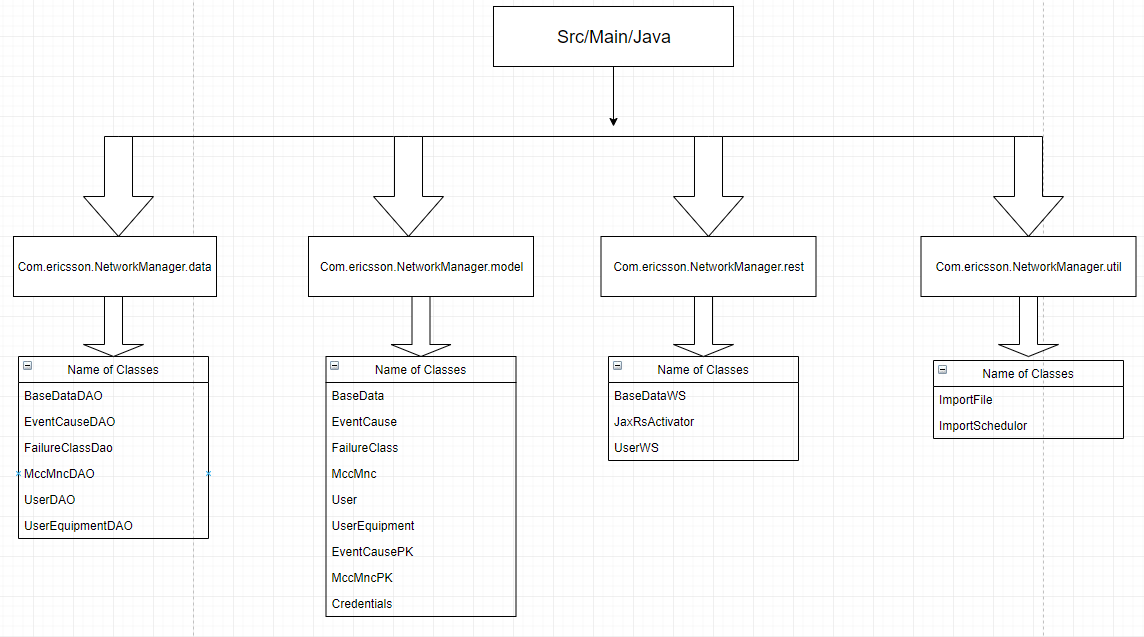 Src/Main/Java
Com.ericsson.NetworkManager.data
Com.ericsson.NetworkManager.model
Com.ericsson.NetworkManager.rest
Com.ericsson.NetworkManager.util
Name of Classes
BaseDataDAO
EventCauseDAO
FailureClassDao
MccMncDAO
UserDAO
UserEquipmentDAO
Name of Classes
BaseData
EventCause
FailureClass
MccMnc
User
UserEquipment
EventCausePK
MccMncPK
Credentials
Name of Classes
BaseDataWS
JaxRsActivator
UserWS
Name of Classes
ImportFile
ImportSchedulor